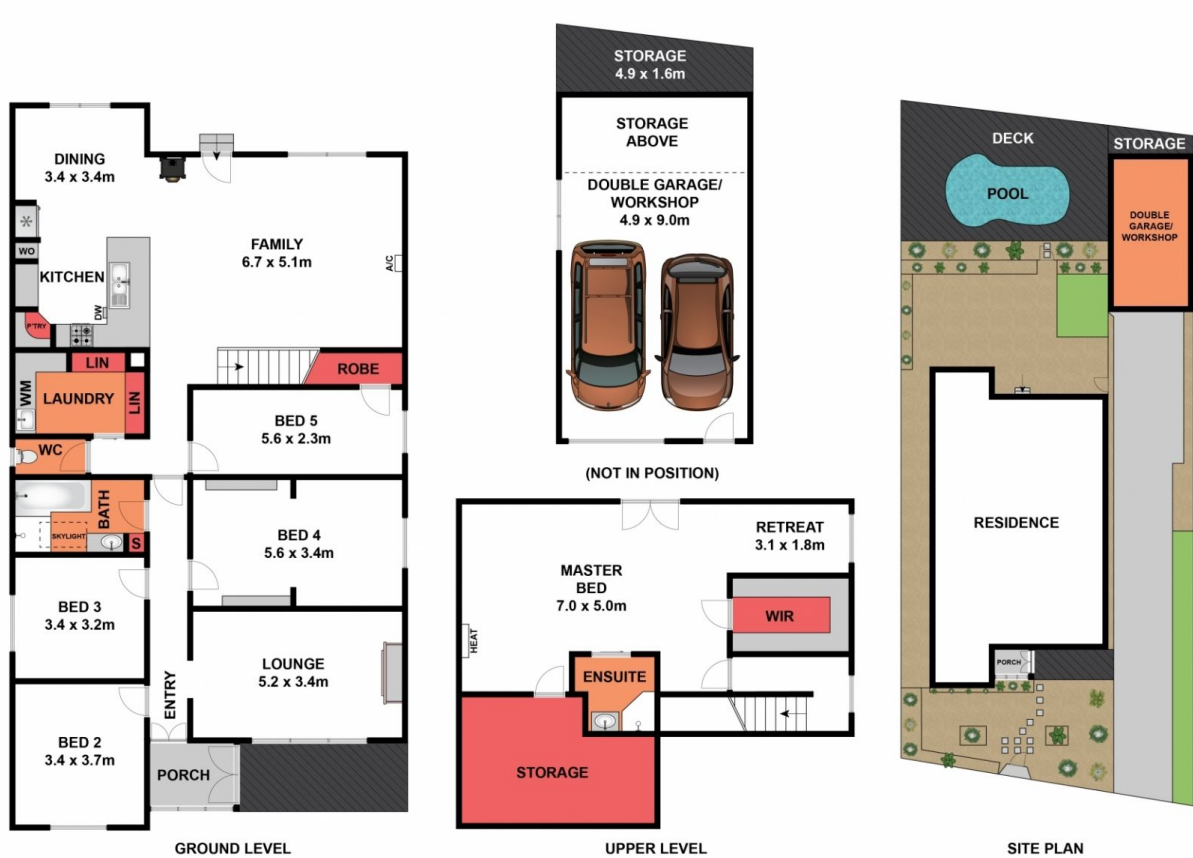 DINING
3.4 x 3.4m
WO
KITCHEN
DW
P'TRY
FAMILY
6.7 x 5.1m
A/C
LIN
WM
LAUNDRY
LIN
ROBE
WC
BED 5
5.6 x 2.3m
BATH
SKYLIGHT
S
BED 4
5.6 x 3.4m
BED 3
3.4 x 3.2m
ENTRY
LOUNGE
5.2 x 3.4m
BED 2
3.4 x 3.7m
PORCH
GROUND LEVEL
STORAGE
4.9 x 1.6m
STORAGE
ABOVE
DOUBLE GARAGE/
WORKSHOP
4.9 x 9.0m
(NOT IN POSITION)
RETREAT
3.1 x 1.8m
MASTER
BED
7.0 x 5.0m
HEAT
WIR
ENSUITE
STORAGE
UPPER LEVEL
DECK
STORAGE
POOL
DOUBLE
GARAGE/
WORKSHOP
RESIDENCE
PORCH
SITE PLAN